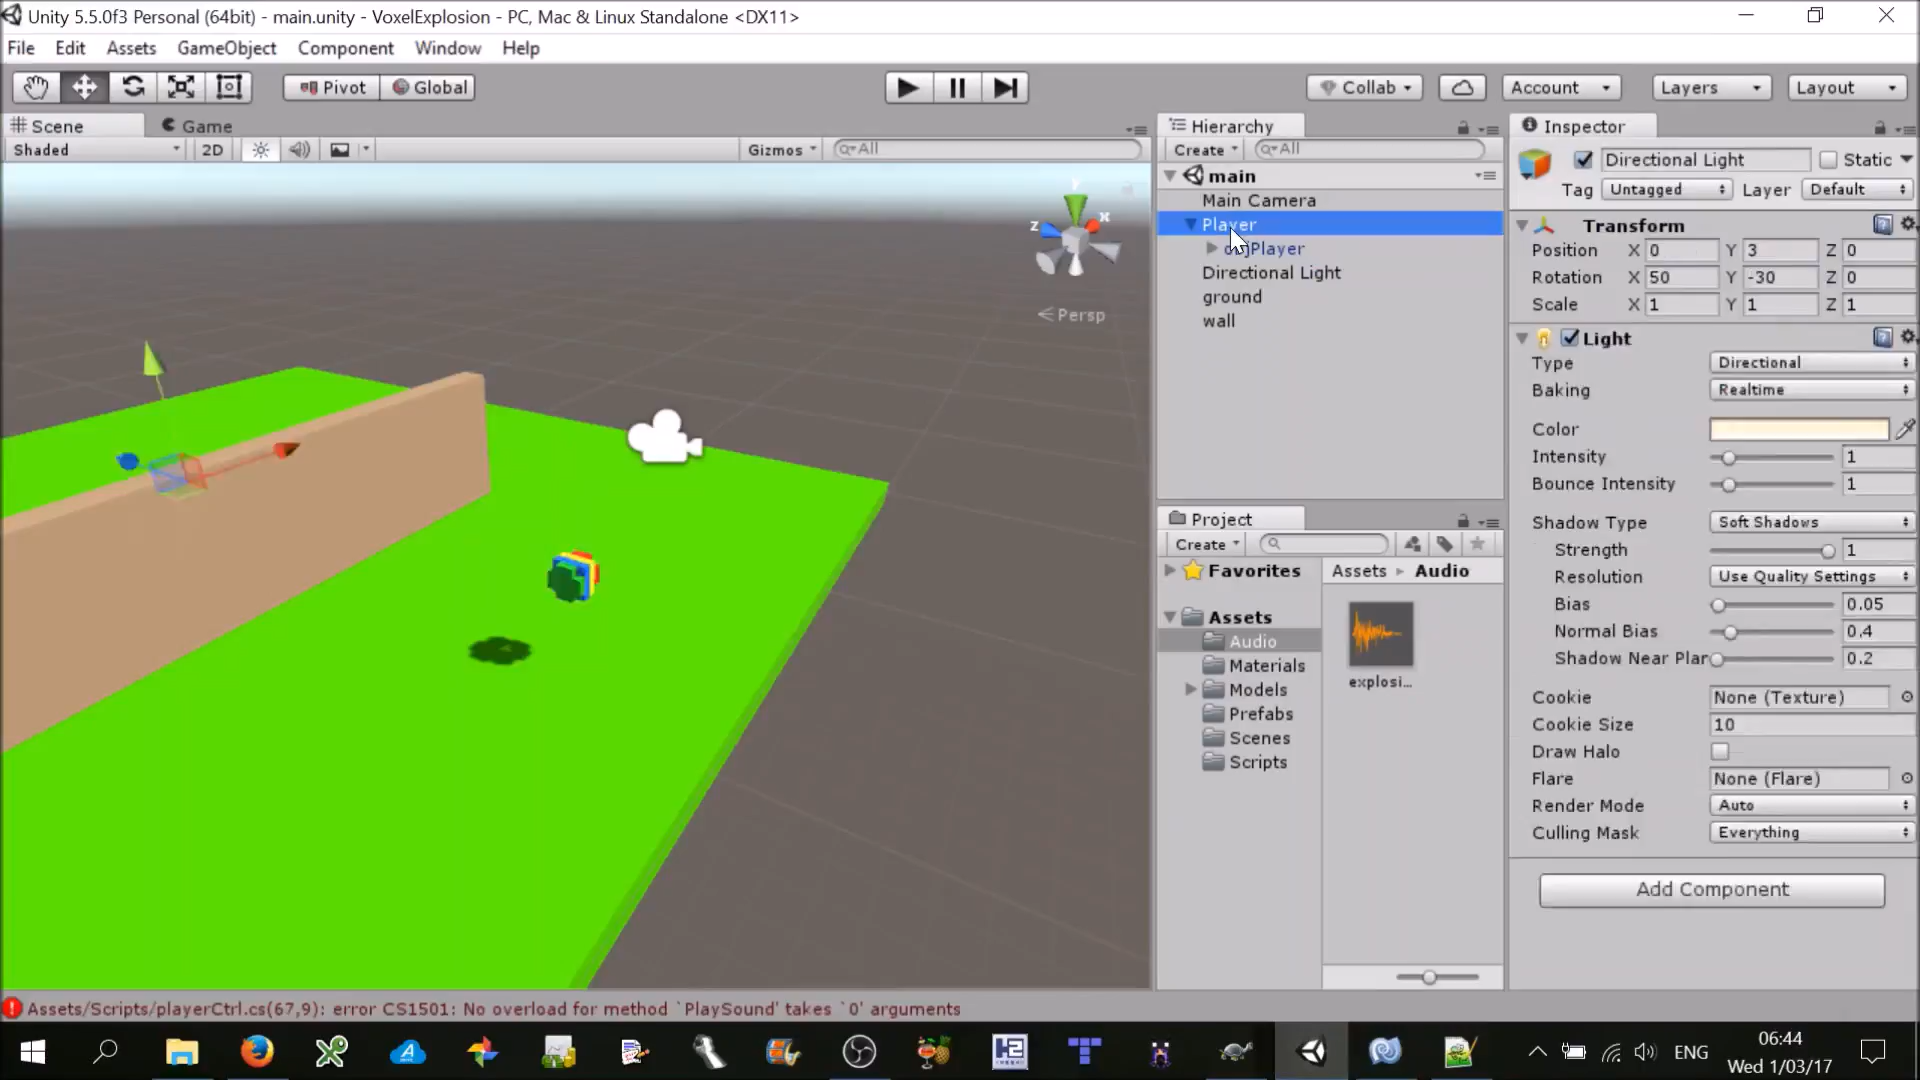 Unity 5.5.0f3 Personal (64bit) - main.unity - VoxelExplosion - PC, Mac & Linux Standalone <DX11>
File Edit Assets GameObject Component Window Help
Pivot Global Collab Account Layers Layout
Scene Game
Shaded 2D Gizmos All
y x z
Persp
Hierarchy
Create All
main
Main Camera
Player
objPlayer
Directional Light
ground
wall
Project
Create
Favorites
Assets
Audio
Materials
Models
Prefabs
Scenes
Scripts
Assets Audio
explosi...
Inspector
Directional Light Static
Tag Untagged Layer Default
Transform
Position X 0 Y 3 Z 0
Rotation X 50 Y -30 Z 0
Scale X 1 Y 1 Z 1
Light
Type Directional
Baking Realtime
Color
Intensity 1
Bounce Intensity 1
Shadow Type Soft Shadows
Strength 1
Resolution Use Quality Settings
Bias 0.05
Normal Bias 0.4
Shadow Near Plar 0.2
Cookie None (Texture)
Cookie Size 10
Draw Halo
Flare None (Flare)
Render Mode Auto
Culling Mask Everything
Add Component
Assets/Scripts/playerCtrl.cs(67,9): error CS1501: No overload for method `PlaySound' takes `0' arguments
ENG
06:44
Wed 1/03/17